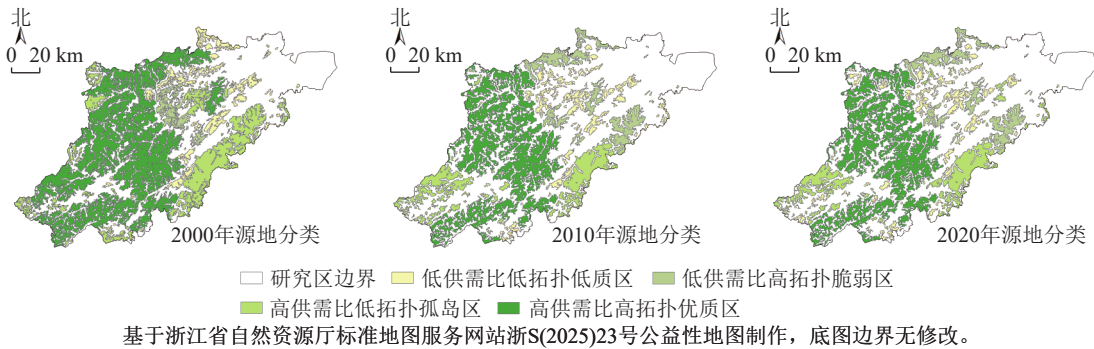 北 北 北
0 20 km 0 20 km 0 20 km
2000年源地分类 2010年源地分类 2020年源地分类
研究区边界 低供需比低拓扑低质区 低供需比高拓扑脆弱区
高供需比低拓扑孤岛区 高供需比高拓扑优质区
基于浙江省自然资源厅标准地图服务网站浙S(2025)23号公益性地图制作，底图边界无修改。